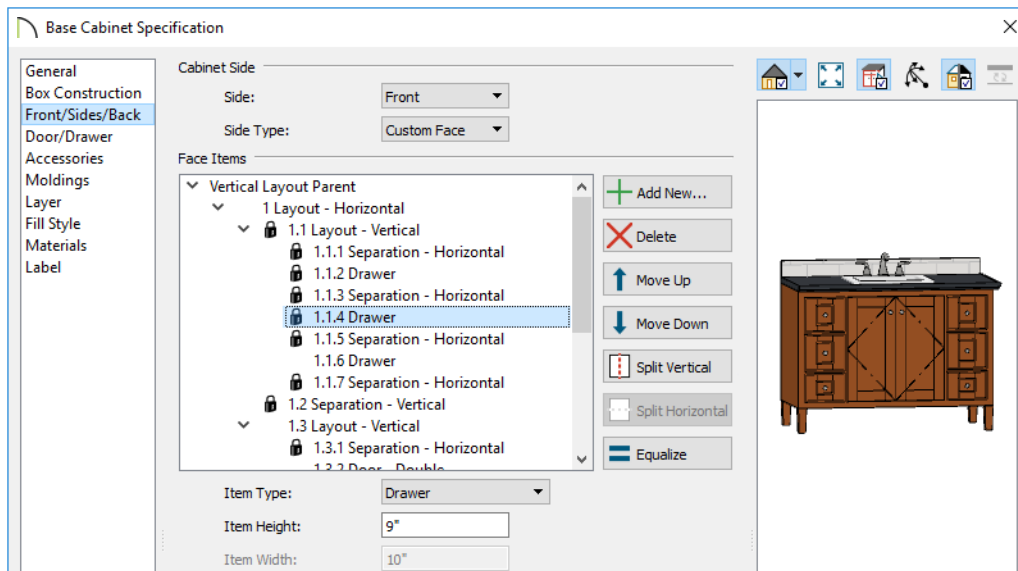 Base Cabinet Specification
General
Box Construction
Front/Sides/Back
Door/Drawer
Accessories
Moldings
Layer
Fill Style
Materials
Label
Cabinet Side
Side: Front
Side Type: Custom Face
Face Items
Vertical Layout Parent
1 Layout - Horizontal
1.1 Layout - Vertical
1.1.1 Separation - Horizontal
1.1.2 Drawer
1.1.3 Separation - Horizontal
1.1.4 Drawer
1.1.5 Separation - Horizontal
1.1.6 Drawer
1.1.7 Separation - Horizontal
1.2 Separation - Vertical
1.3 Layout - Vertical
1.3.1 Separation - Horizontal
1.3.2 Door - Double
Add New...
Delete
Move Up
Move Down
Split Vertical
Split Horizontal
Equalize
Item Type: Drawer
Item Height: 9"
Item Width: 10"